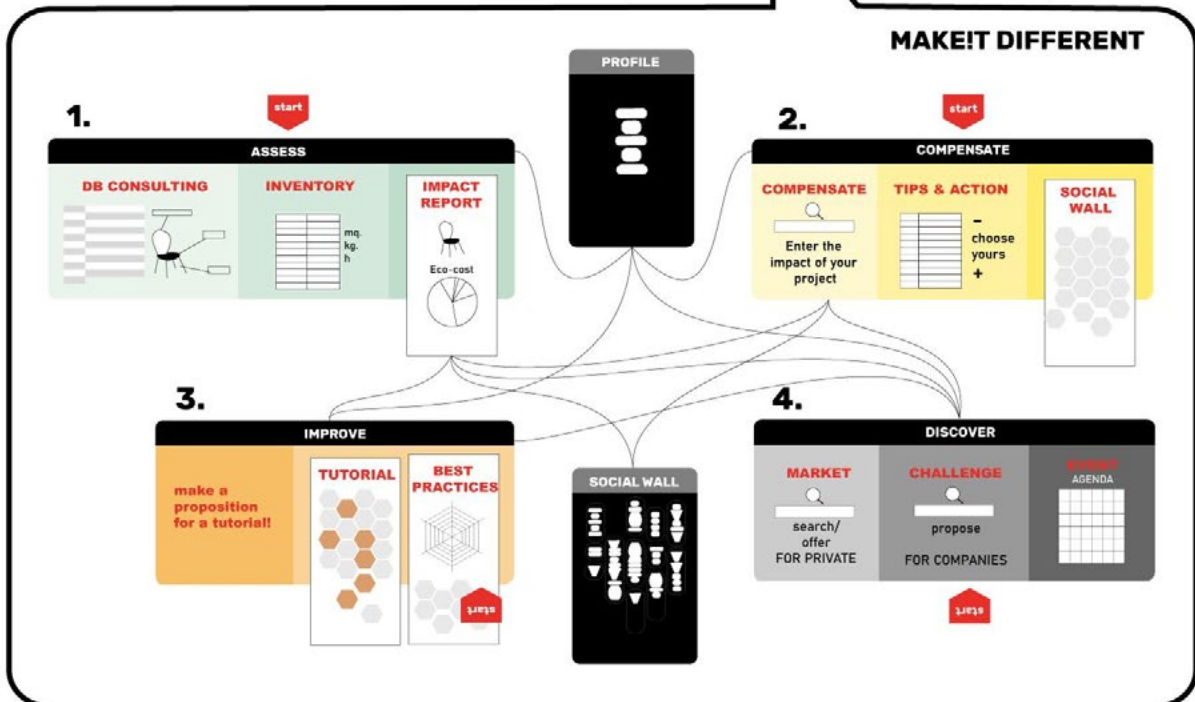 MAKE!T DIFFERENT
PROFILE
1.
start
ASSESS
DB CONSULTING
INVENTORY
mq.
kg.
h
IMPACT
REPORT
Eco-cost
2.
start
COMPENSATE
COMPENSATE
Enter the
impact of your
project
TIPS & ACTION
-
choose
yours
+
SOCIAL
WALL
3.
IMPROVE
make a
proposition
for a tutorial!
TUTORIAL
BEST
PRACTICES
start
SOCIAL WALL
4.
DISCOVER
MARKET
search/
offer
FOR PRIVATE
CHALLENGE
propose
FOR COMPANIES
EVENT
AGENDA
start